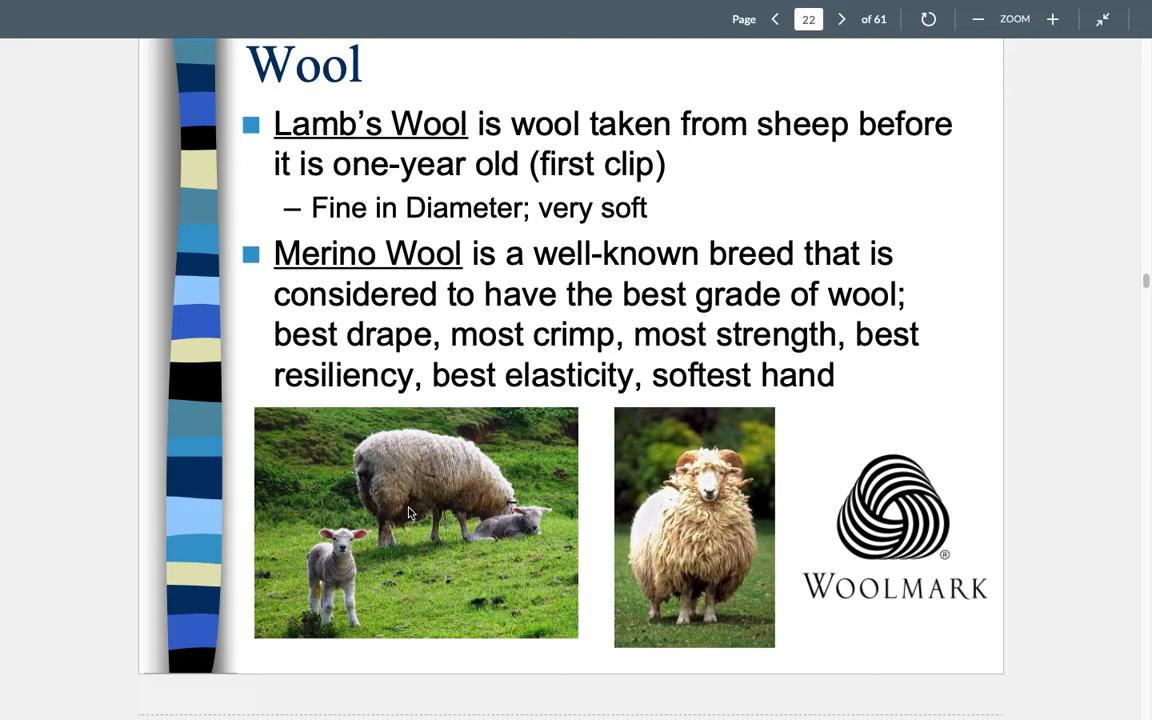 Page 22 of 61 ZOOM
Wool
Lamb’s Wool is wool taken from sheep before
it is one-year old (first clip)
– Fine in Diameter; very soft
Merino Wool is a well-known breed that is
considered to have the best grade of wool;
best drape, most crimp, most strength, best
resiliency, best elasticity, softest hand
®
WOOLMARK